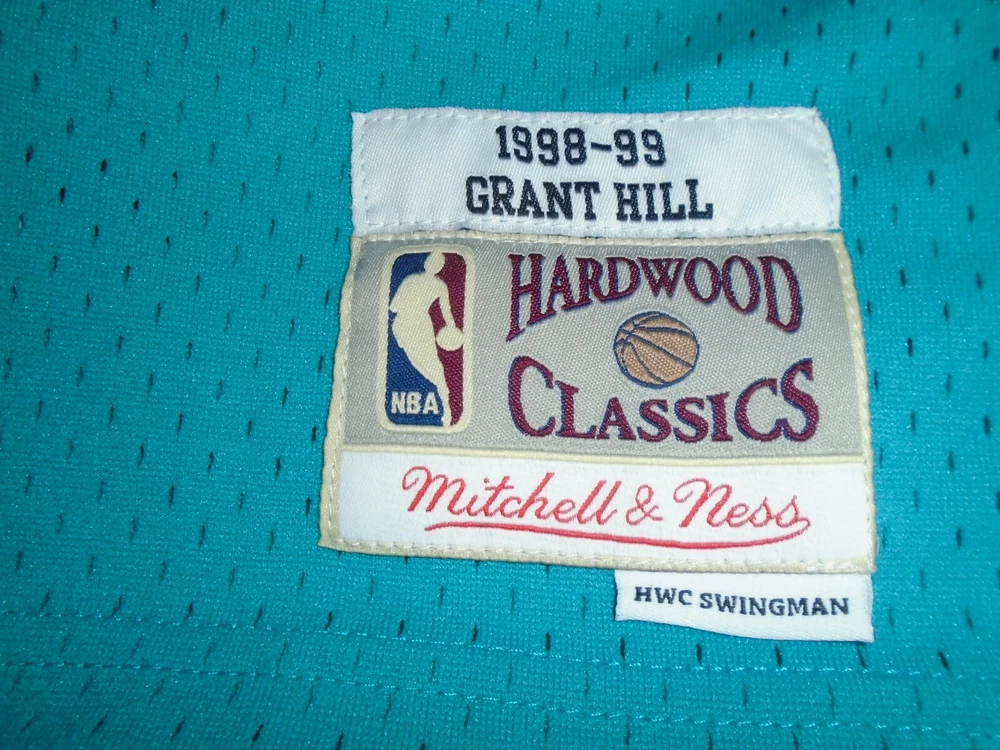 1998-99
GRANT HILL
NBA
HARDWOOD
CLASSICS
Mitchell & Ness
HWC SWINGMAN